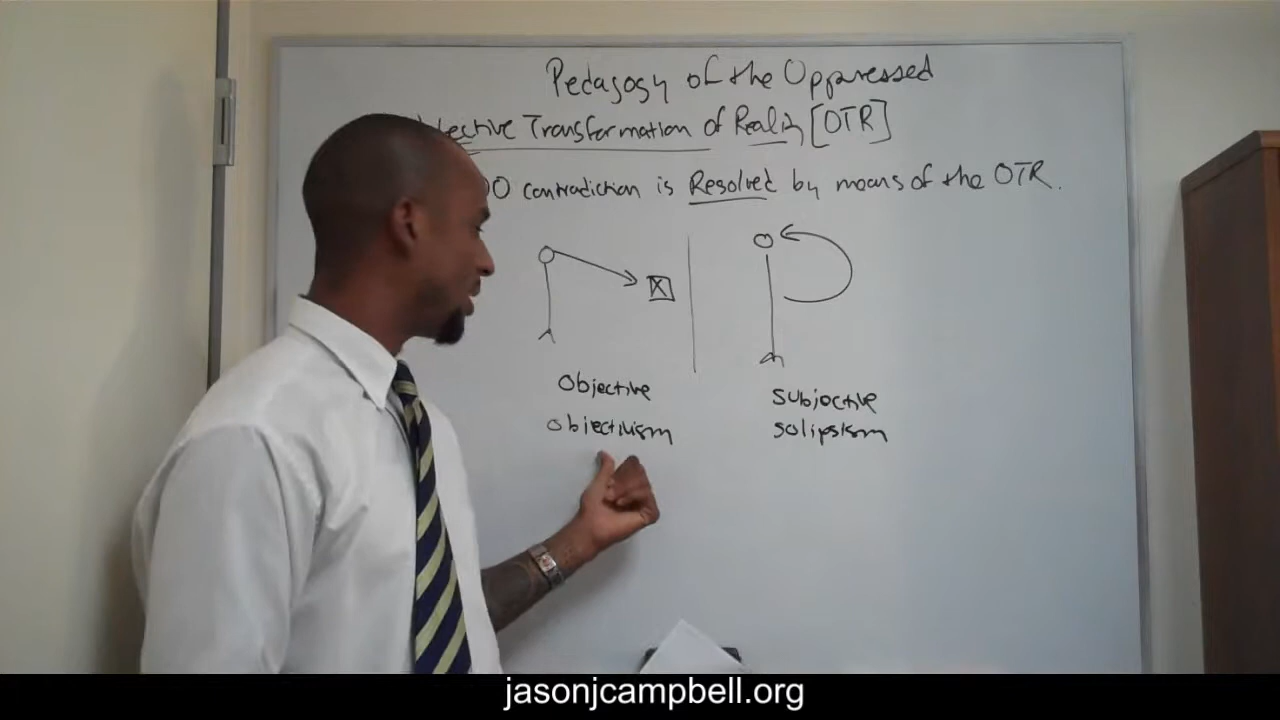 Pedagogy of the Oppressed
jective Transformation of Reality [OTR]
O contradiction is Resolved by means of the OTR.
X
Objective Subjective
objectivism solipsism
jasonjcampbell.org